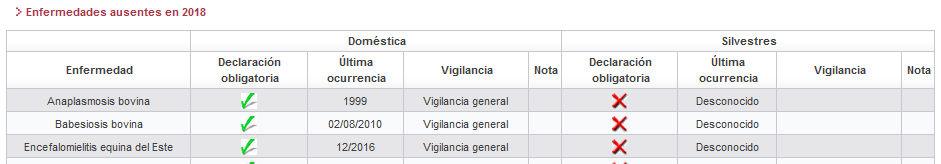 Enfermedades ausentes en 2018
Doméstica Silvestres
Enfermedad Declaración obligatoria Última ocurrencia Vigilancia Nota Declaración obligatoria Última ocurrencia Vigilancia Nota
Anaplasmosis bovina 1999 Vigilancia general Desconocido
Babesiosis bovina 02/08/2010 Vigilancia general Desconocido
Encefalomielitis equina del Este 12/2016 Vigilancia general Desconocido